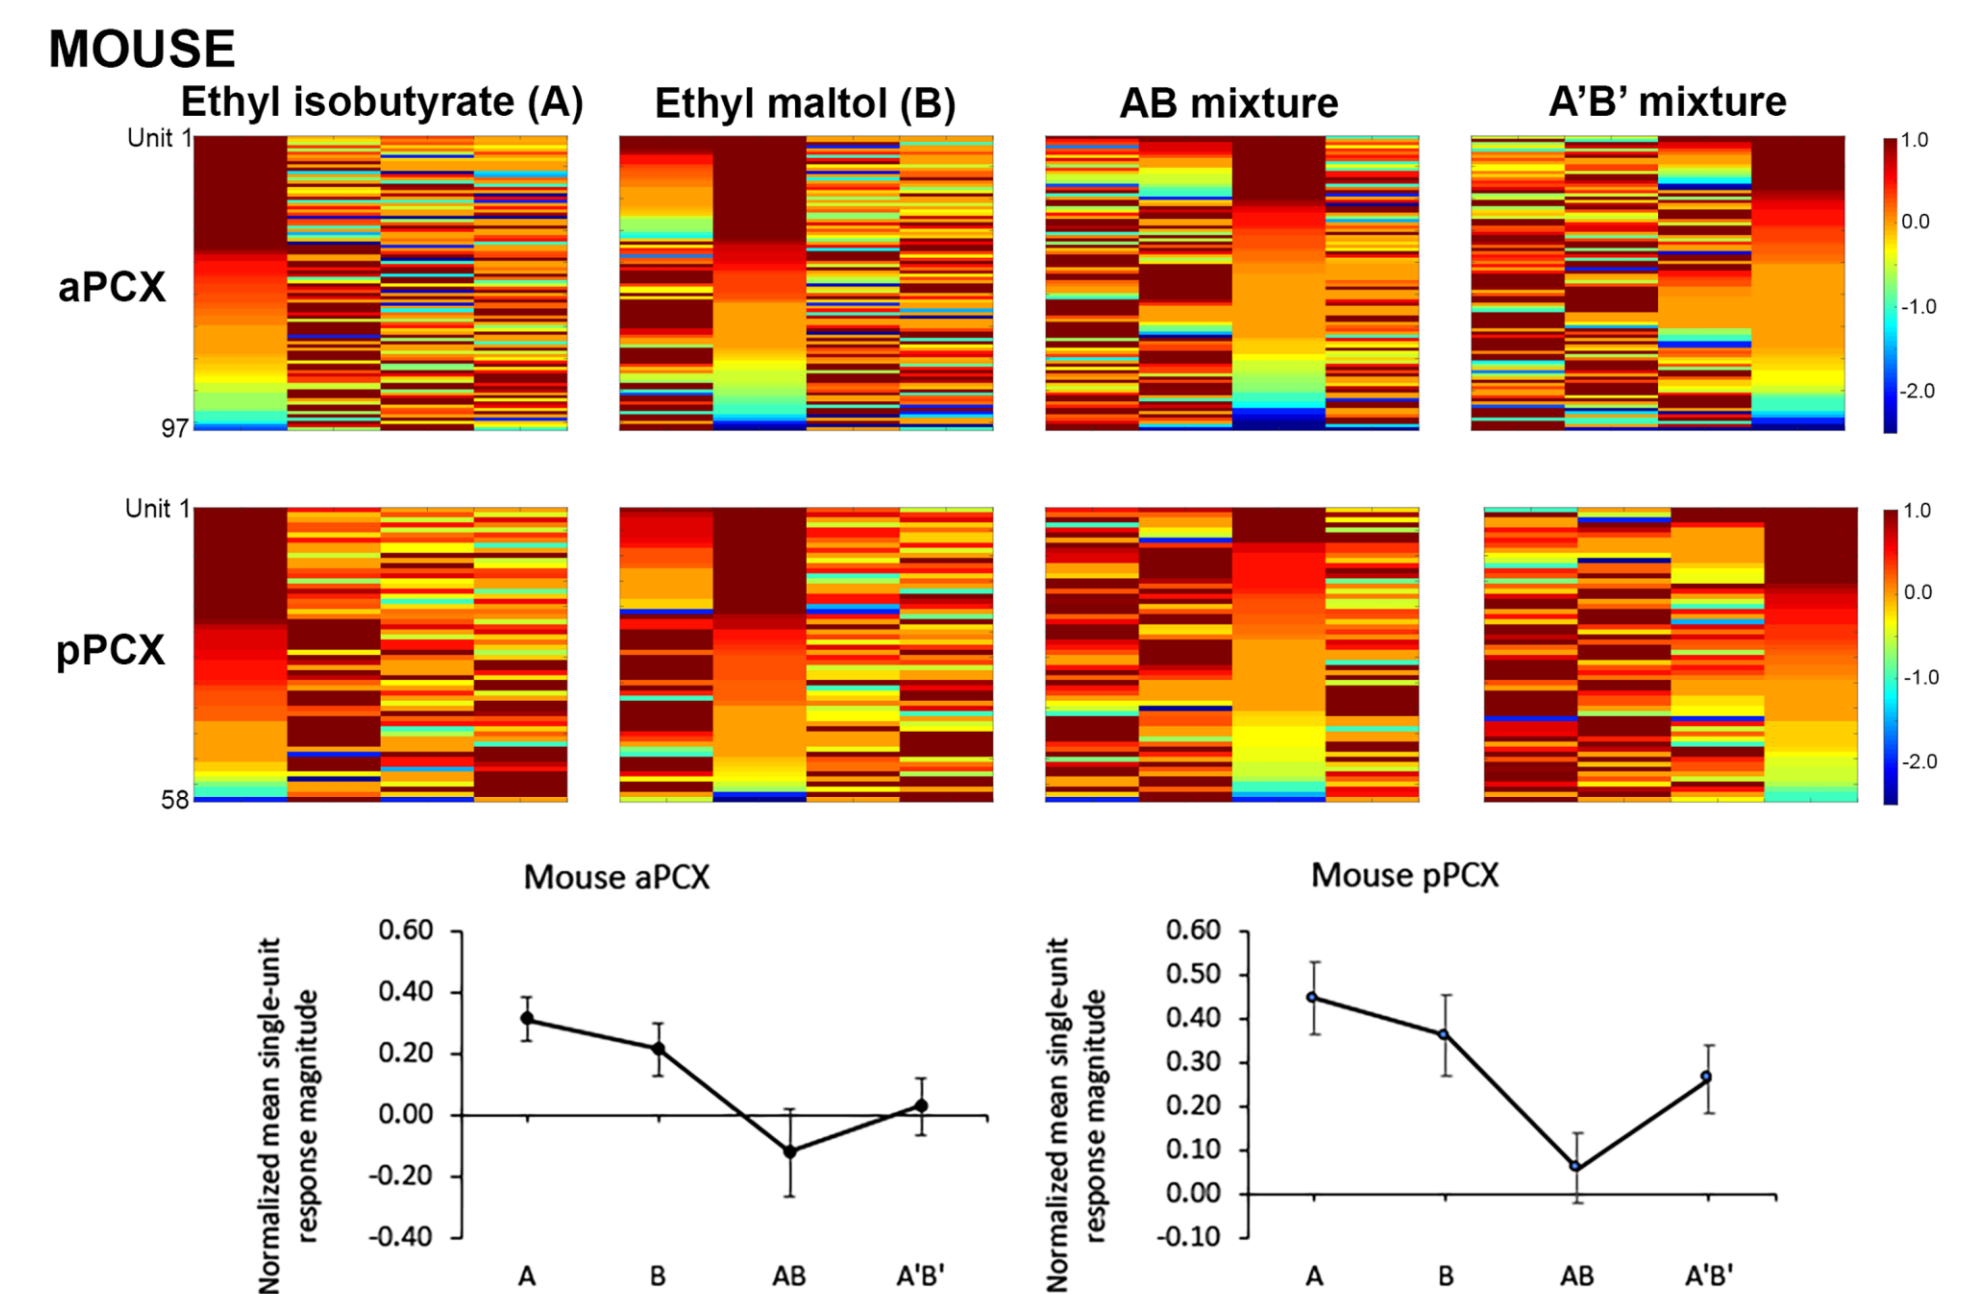 MOUSE
Ethyl isobutyrate (A) Ethyl maltol (B) AB mixture A’B’ mixture
Unit 1
aPCX
97
1.0
0.0
-1.0
-2.0
Unit 1
pPCX
58
1.0
0.0
-1.0
-2.0
Mouse aPCX
Normalized mean single-unit
response magnitude
0.60
0.40
0.20
0.00
-0.20
-0.40
A B AB A'B'
Mouse pPCX
Normalized mean single-unit
response magnitude
0.60
0.50
0.40
0.30
0.20
0.10
0.00
-0.10
A B AB A'B'